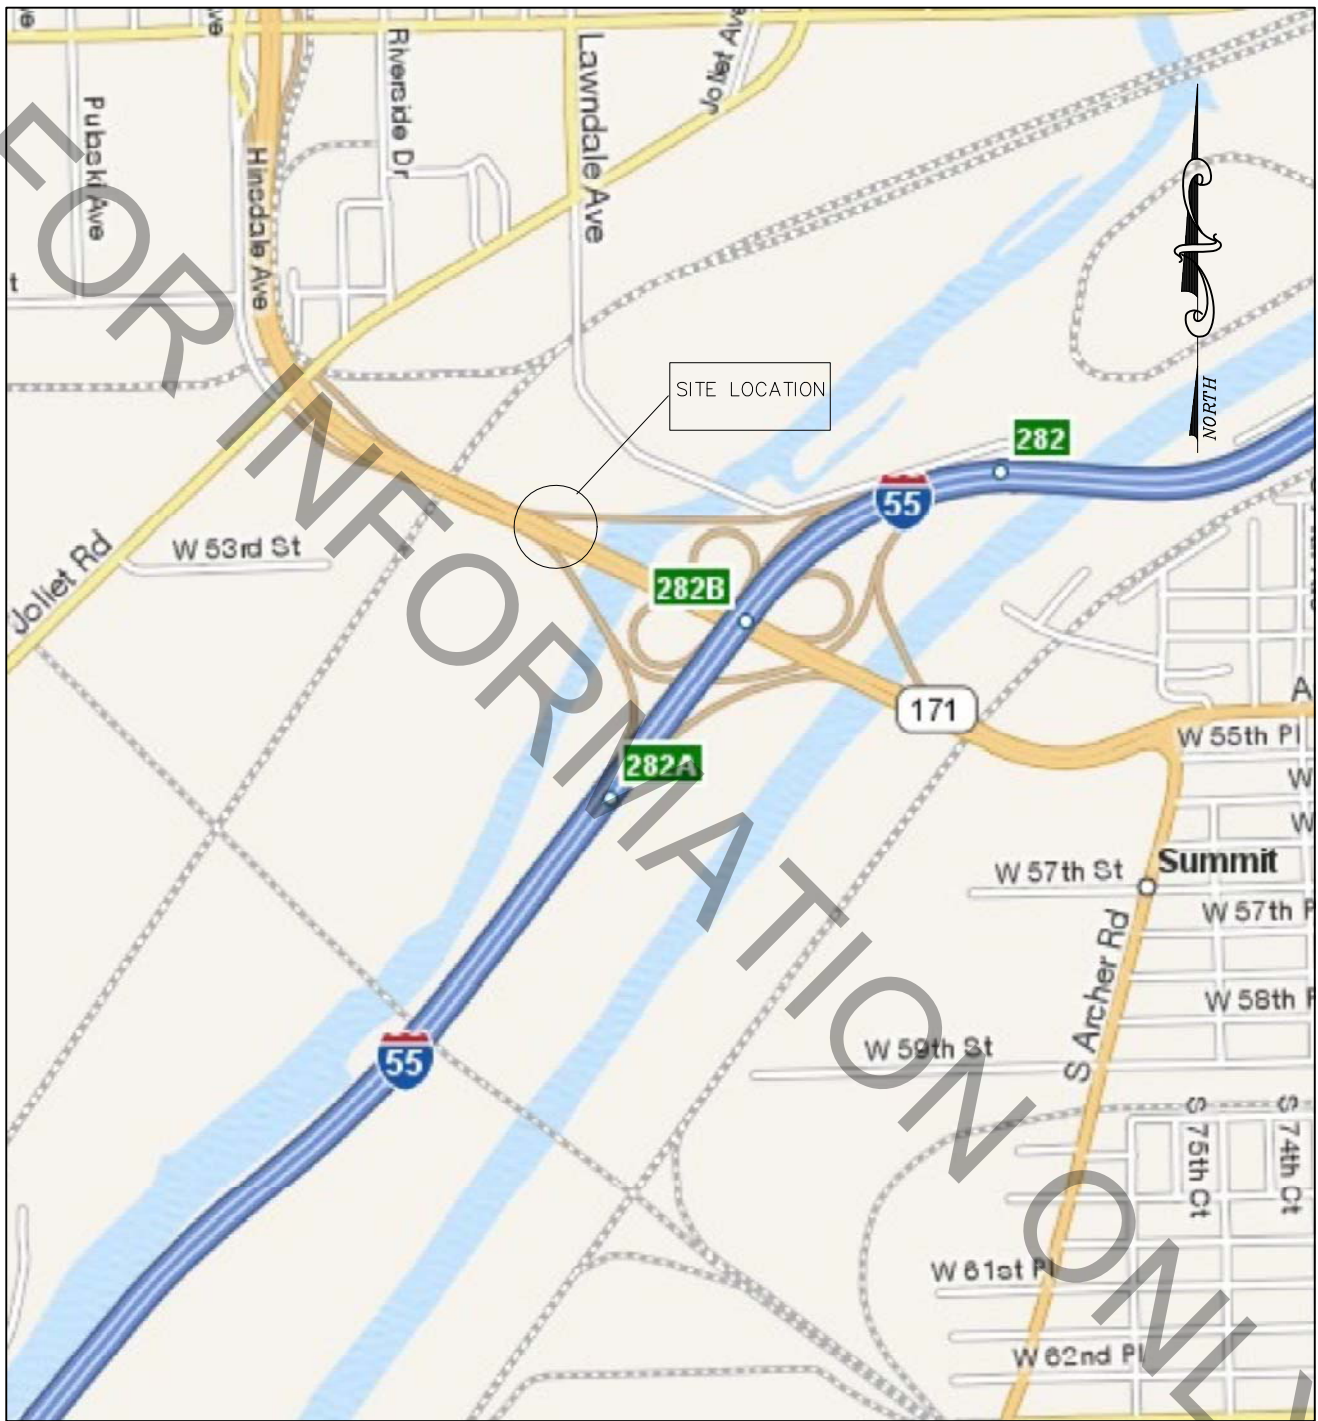 Pulaski Ave
Hinsdale Ave
Riverside Dr
Lawndale Ave
Joliet Ave
NORTH
SITE LOCATION
282
55
Joliet Rd
W 53rd St
282B
171
282A
W 55th Pl
W
W
W 57th St
Summit
W 57th P
S Archer Rd
W 58th P
55
W 59th St
S 75th Ct
S 74th Ct
W 61st Pl
W 62nd Pl
FOR INFORMATION ONLY